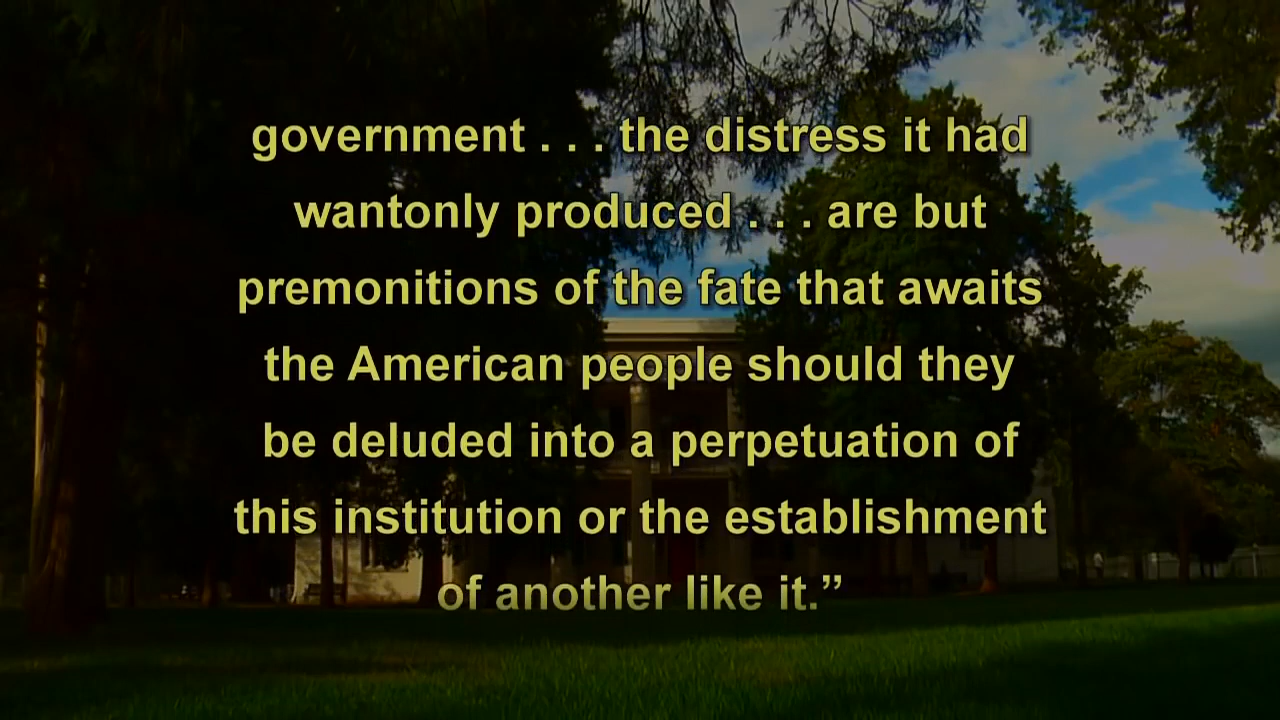 government . . . the distress it had
wantonly produced . . . are but
premonitions of the fate that awaits
the American people should they
be deluded into a perpetuation of
this institution or the establishment
of another like it.”